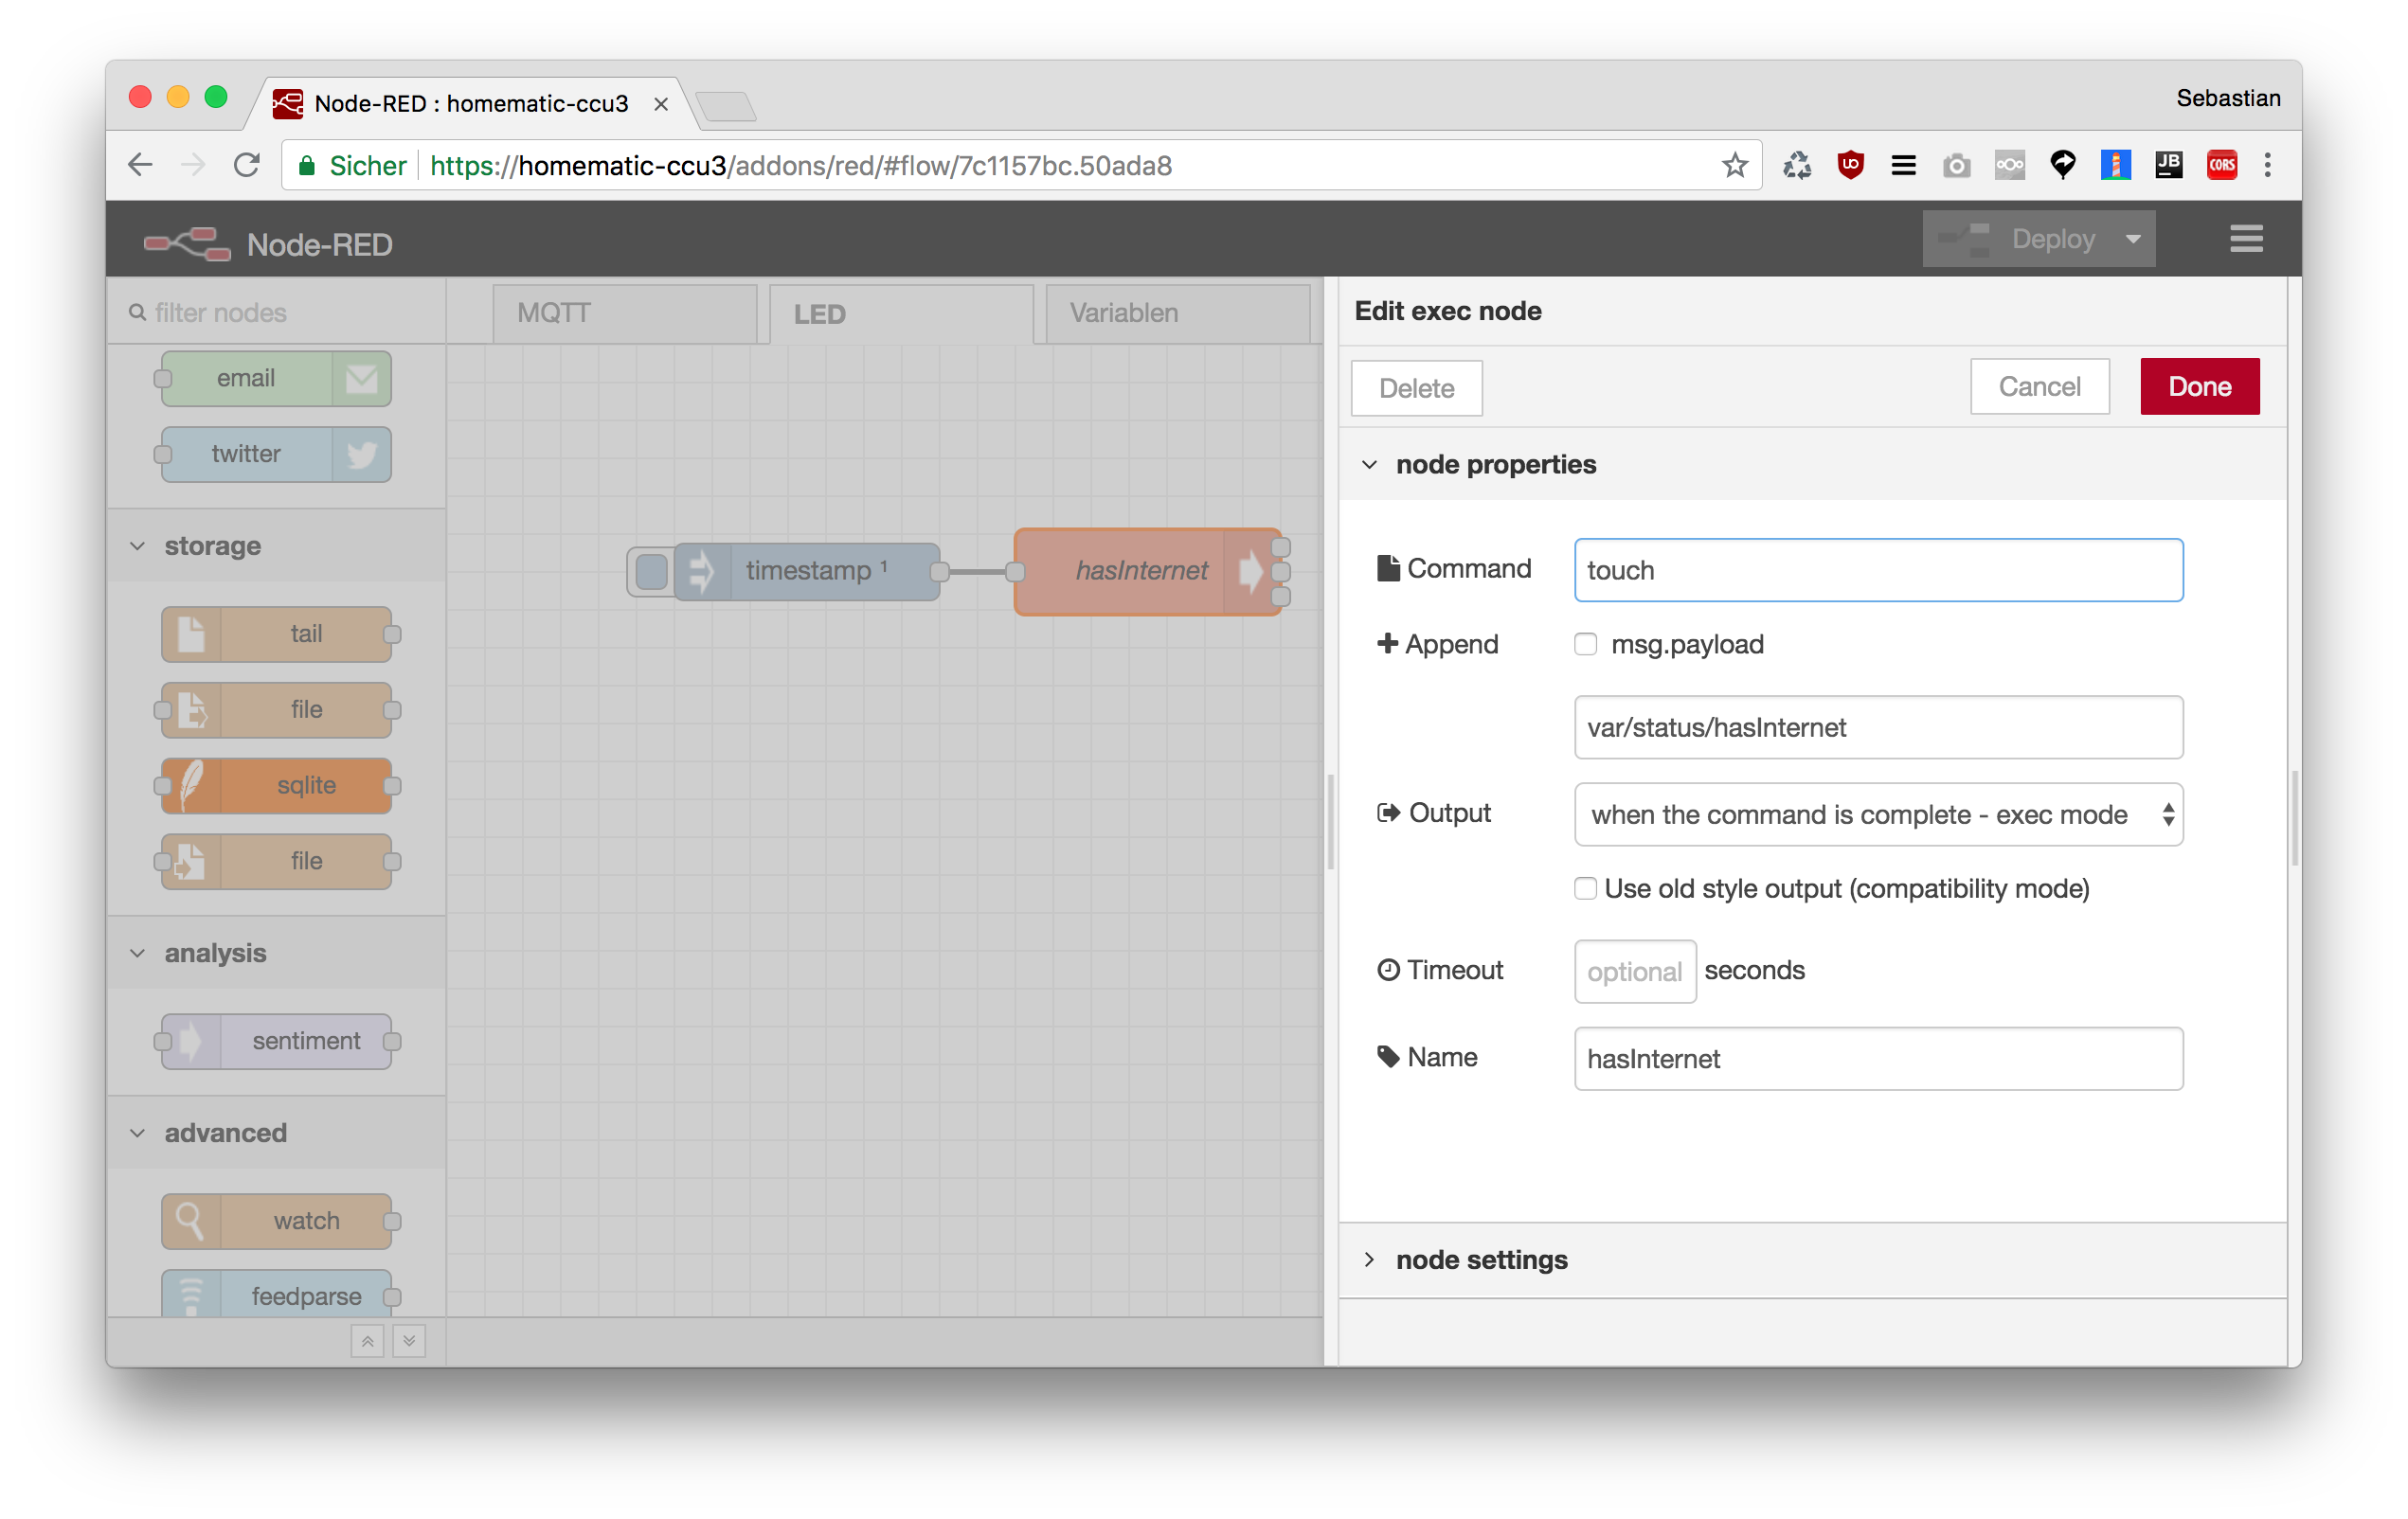 Node-RED : homematic-ccu3
Sebastian
Sicher https://homematic-ccu3/addons/red/#flow/7c1157bc.50ada8
JB
CORS
Node-RED
Deploy
filter nodes
email
twitter
storage
tail
file
sqlite
file
analysis
sentiment
advanced
watch
feedparse
MQTT
LED
Variablen
timestamp ¹
hasInternet
Edit exec node
Delete
Cancel
Done
node properties
Command
touch
Append
msg.payload
var/status/hasInternet
Output
when the command is complete - exec mode
Use old style output (compatibility mode)
Timeout
optional
seconds
Name
hasInternet
node settings